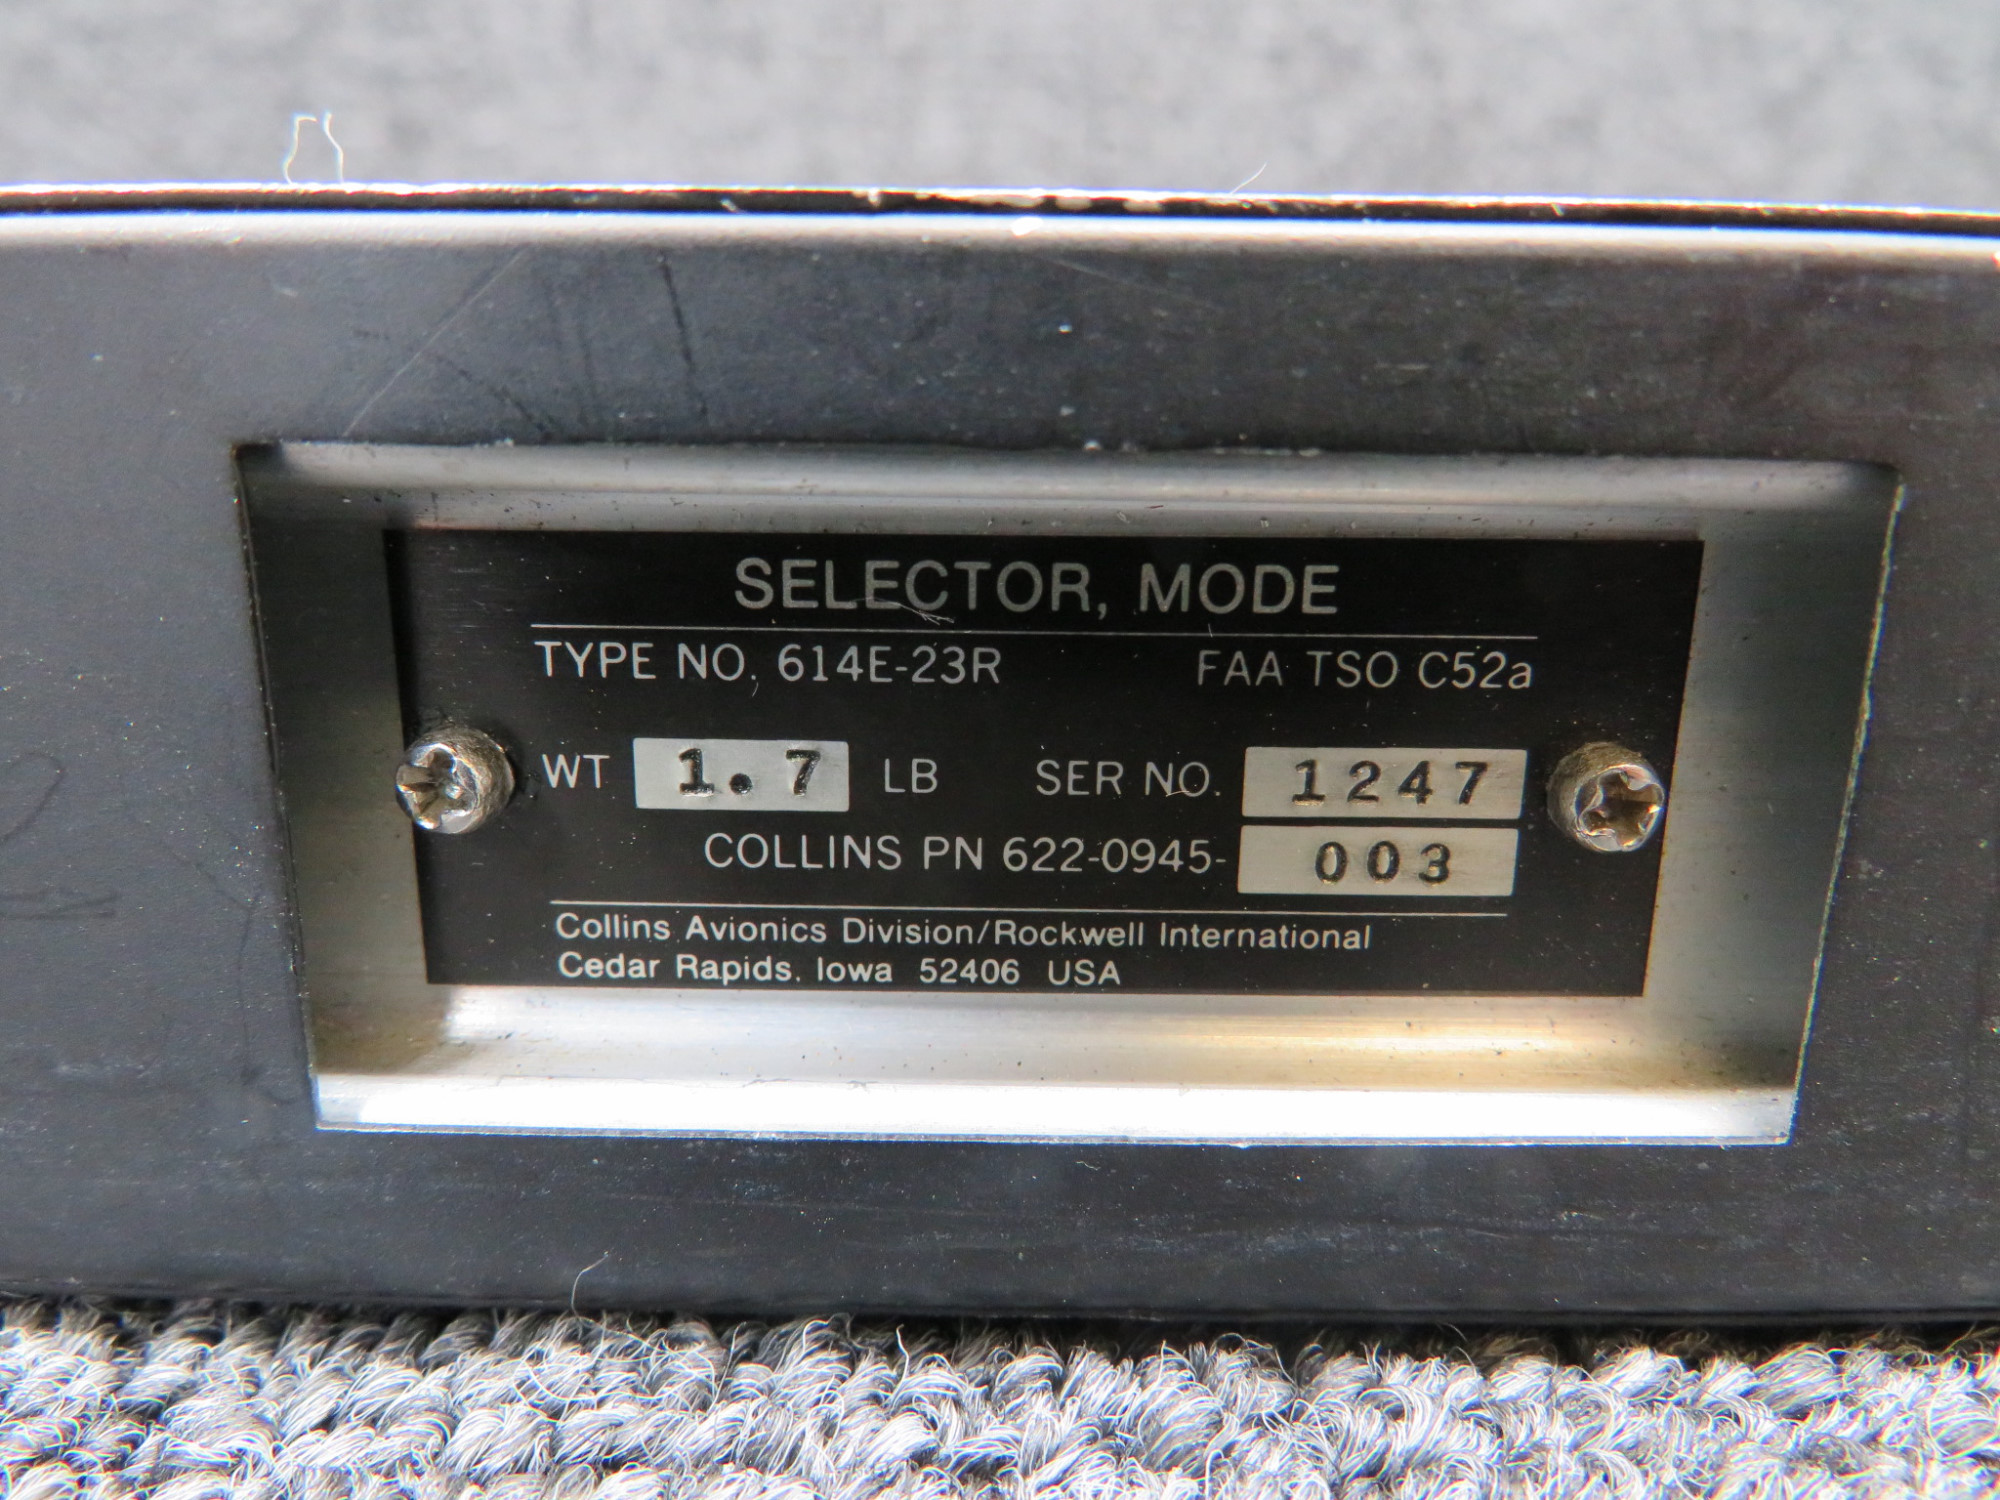 SELECTOR, MODE
TYPE NO. 614E-23R FAA TSO C52a
WT 1.7 LB SER NO. 1247
COLLINS PN 622-0945- 003
Collins Avionics Division/Rockwell International
Cedar Rapids. Iowa 52406 USA